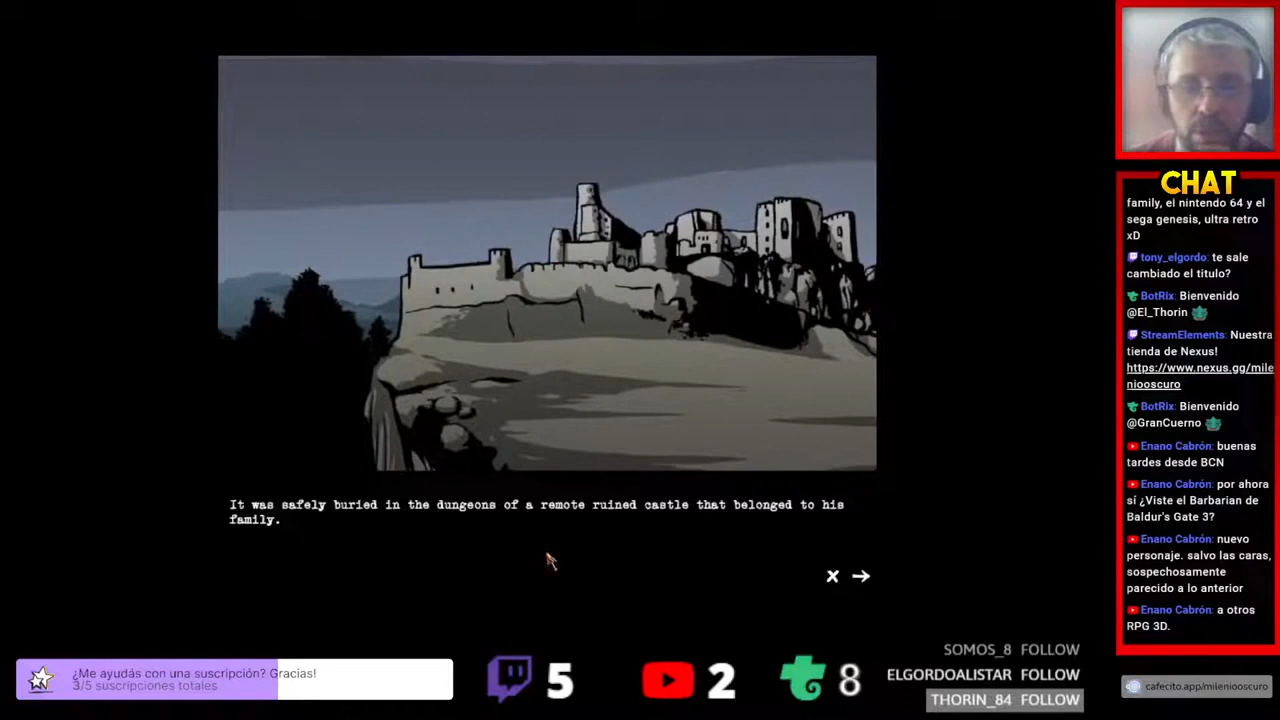 It was safely buried in the dungeons of a remote ruined castle that belonged to his
family.
x →
CHAT
family, el nintendo 64 y el
sega genesis, ultra retro
xD
tony_elgordo: te sale
cambiado el titulo?
BotRix: Bienvenido
@El_Thorin
StreamElements: Nuestra
tienda de Nexus!
https://www.nexus.gg/mile
niooscuro
BotRix: Bienvenido
@GranCuerno
Enano Cabrón: buenas
tardes desde BCN
Enano Cabrón: por ahora
sí ¿Viste el Barbarian de
Baldur's Gate 3?
Enano Cabrón: nuevo
personaje. salvo las caras,
sospechosamente
parecido a lo anterior
Enano Cabrón: a otros
RPG 3D.
¿Me ayudás con una suscripción? Gracias!
3/5 suscripciones totales
5
2
8
SOMOS_8 FOLLOW
ELGORDOALISTAR FOLLOW
THORIN_84 FOLLOW
cafecito.app/mileniooscuro